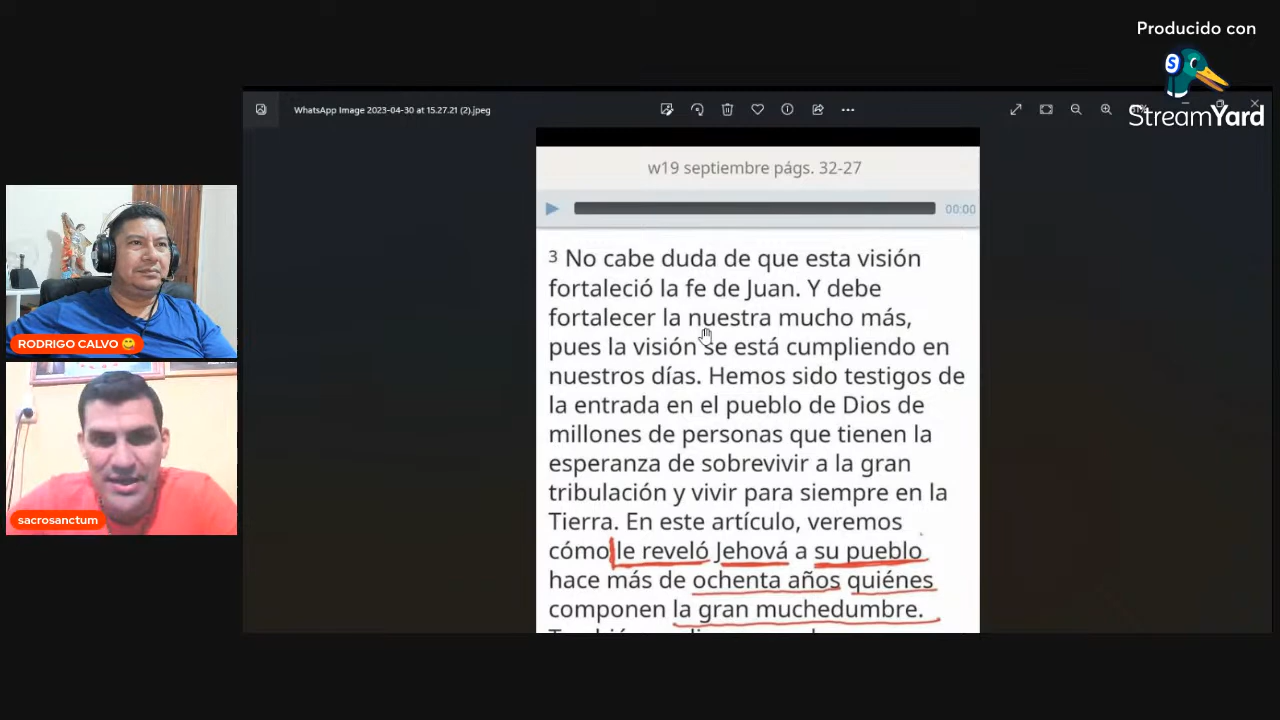 Producido con
StreamYard
WhatsApp Image 2023-04-30 at 15.27.21 (2).jpeg
w19 septiembre págs. 32-27
00:00
3 No cabe duda de que esta visión
fortaleció la fe de Juan. Y debe
fortalecer la nuestra mucho más,
pues la visión se está cumpliendo en
nuestros días. Hemos sido testigos de
la entrada en el pueblo de Dios de
millones de personas que tienen la
esperanza de sobrevivir a la gran
tribulación y vivir para siempre en la
Tierra. En este artículo, veremos
cómo le reveló Jehová a su pueblo
hace más de ochenta años quiénes
componen la gran muchedumbre.
RODRIGO CALVO 😋
sacrosanctum